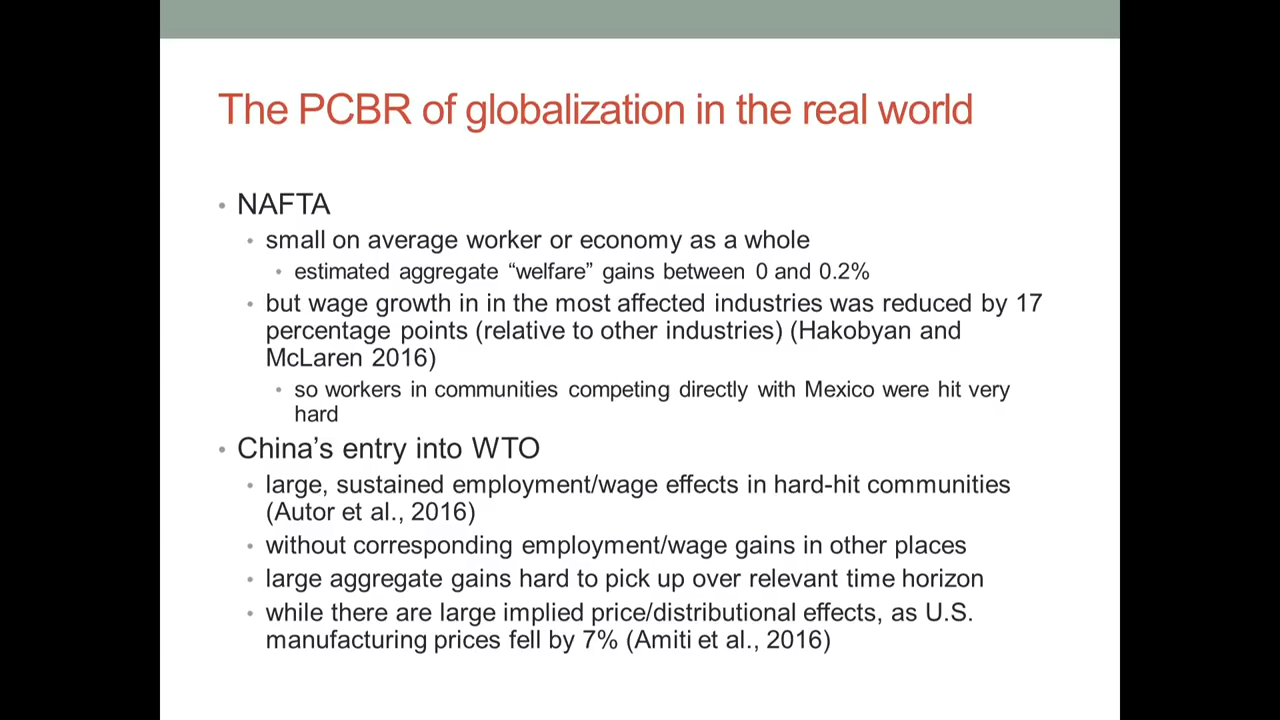 The PCBR of globalization in the real world
• NAFTA
• small on average worker or economy as a whole
• estimated aggregate “welfare” gains between 0 and 0.2%
• but wage growth in in the most affected industries was reduced by 17
percentage points (relative to other industries) (Hakobyan and
McLaren 2016)
• so workers in communities competing directly with Mexico were hit very
hard
• China’s entry into WTO
• large, sustained employment/wage effects in hard-hit communities
(Autor et al., 2016)
• without corresponding employment/wage gains in other places
• large aggregate gains hard to pick up over relevant time horizon
• while there are large implied price/distributional effects, as U.S.
manufacturing prices fell by 7% (Amiti et al., 2016)